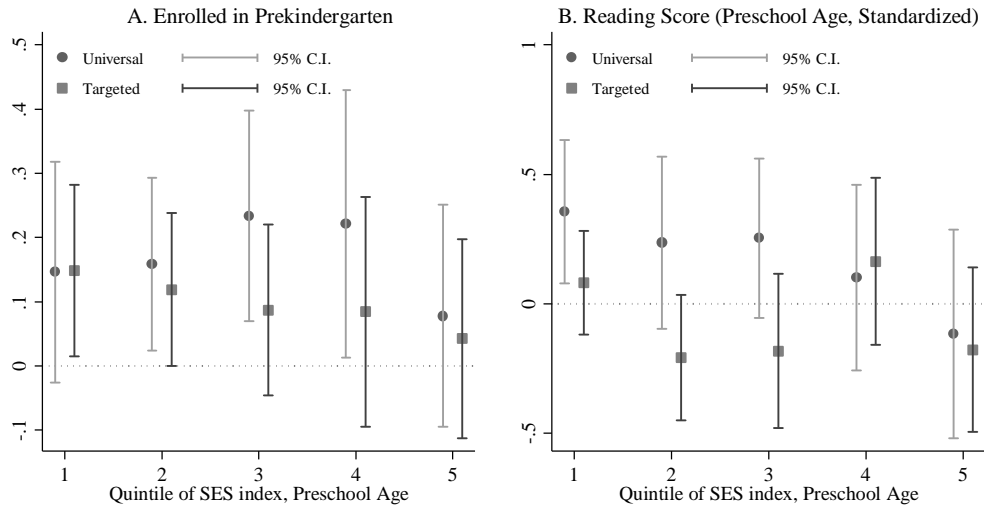 A. Enrolled in Prekindergarten
.5
.4
.3
.2
.1
0
-.1
Universal 95% C.I.
Targeted 95% C.I.
1 2 3 4 5
Quintile of SES index, Preschool Age
B. Reading Score (Preschool Age, Standardized)
1
.5
0
-.5
Universal 95% C.I.
Targeted 95% C.I.
1 2 3 4 5
Quintile of SES index, Preschool Age